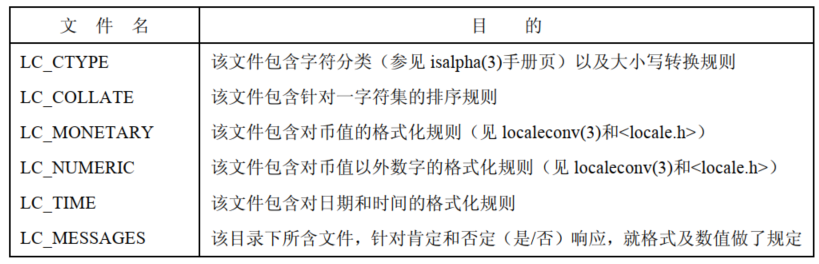 文件名 目的
LC_CTYPE 该文件包含字符分类（参见 isalpha(3)手册页）以及大小写转换规则
LC_COLLATE 该文件包含针对一字符集的排序规则
LC_MONETARY 该文件包含对币值的格式化规则（见 localeconv(3)和<locale.h>）
LC_NUMERIC 该文件包含对币值以外数字的格式化规则（见 localeconv(3)和<locale.h>）
LC_TIME 该文件包含对日期和时间的格式化规则
LC_MESSAGES 该目录下所含文件，针对肯定和否定（是/否）响应，就格式及数值做了规定